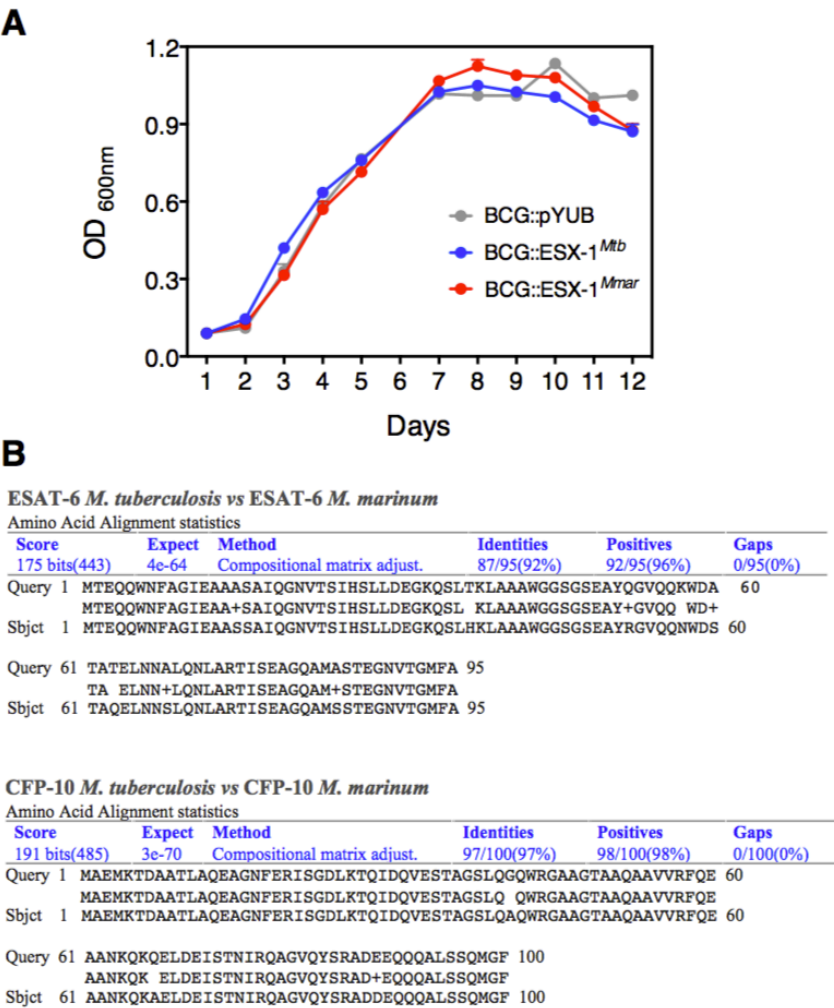 A
1.2
0.9
0.6
0.3
0.0
OD 600nm
BCG::pYUB
BCG::ESX-1 Mtb
BCG::ESX-1 Mmar
1 2 3 4 5 6 7 8 9 10 11 12
Days
B
ESAT-6 M. tuberculosis vs ESAT-6 M. marinum
Amino Acid Alignment statistics
Score Expect Method Identities Positives Gaps
175 bits(443) 4e-64 Compositional matrix adjust. 87/95(92%) 92/95(96%) 0/95(0%)
Query 1 MTEQQWNFAGIEAAASAIQGNVTSIHSLLDEGKQSLTKLAAAWGGSGSEAYQGVQQKWDA 60
MTEQQWNFAGIEAA+SAIQGNVTSIHSLLDEGKQSL KLAAAWGGSGSEAY+GVQQ WD+
Sbjct 1 MTEQQWNFAGIEAASSAIQGNVTSIHSLLDEGKQSLHKLAAAWGGSGSEAYRGVQQNWDS 60
Query 61 TATELNNALQNLARTISEAGQAMASTEGNVTGMFA 95
TA ELNN+LQNLARTISEAGQAM+STEGNVTGMFA
Sbjct 61 TAQELNNSLQNLARTISEAGQAMSSTEGNVTGMFA 95
CFP-10 M. tuberculosis vs CFP-10 M. marinum
Amino Acid Alignment statistics
Score Expect Method Identities Positives Gaps
191 bits(485) 3e-70 Compositional matrix adjust. 97/100(97%) 98/100(98%) 0/100(0%)
Query 1 MAEMKTDAATLAQEAGNFERISGDLKTQIDQVESTAGSLQGQWRGAAGTAAQAAVVRFQE 60
MAEMKTDAATLAQEAGNFERISGDLKTQIDQVESTAGSLQ QWRGAAGTAAQAAVVRFQE
Sbjct 1 MAEMKTDAATLAQEAGNFERISGDLKTQIDQVESTAGSLQAQWRGAAGTAAQAAVVRFQE 60
Query 61 AANKQKQELDEISTNIRQAGVQYSRADEEQQQALSSQMGF 100
AANKQK ELDEISTNIRQAGVQYSRAD+EQQQALSSQMGF
Sbjct 61 AANKQKAELDEISTNIRQAGVQYSRADDEQQQALSSQMGF 100